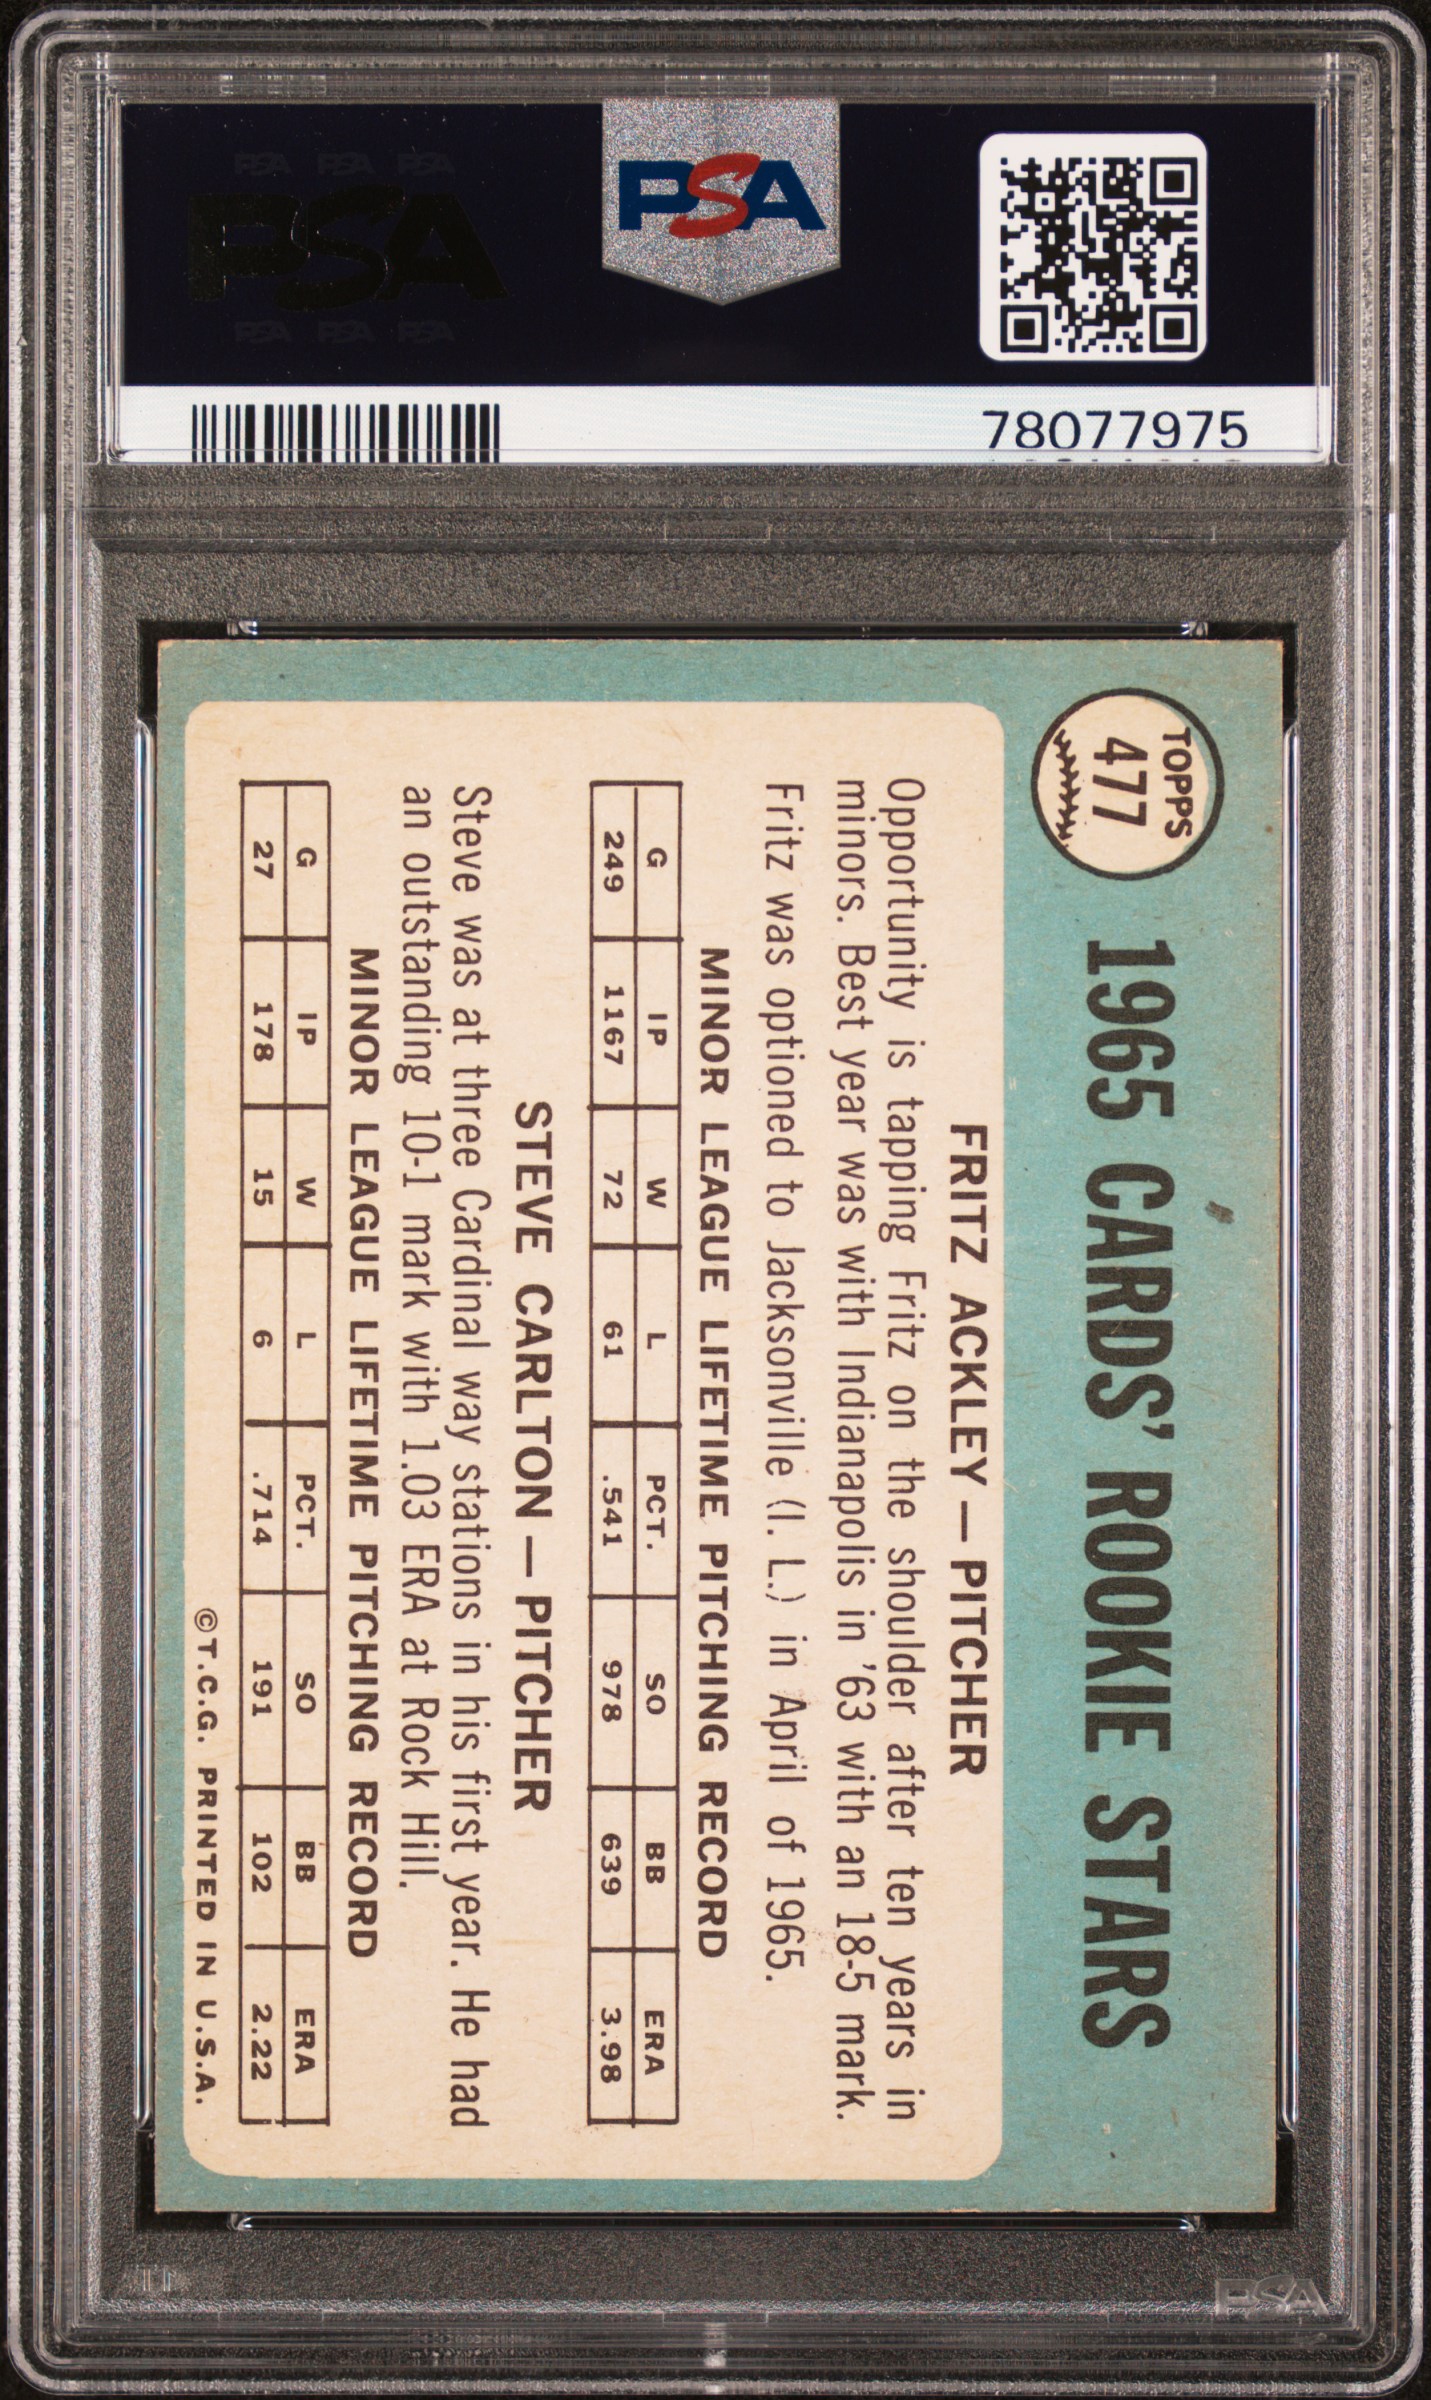 PSA PSA PSA
PSA
PSA PSA PSA
PSA
78077975
TOPPS
477
1965 CARDS' ROOKIE STARS
FRITZ ACKLEY — PITCHER
Opportunity is tapping Fritz on the shoulder after ten years in
minors. Best year was with Indianapolis in '63 with an 18-5 mark.
Fritz was optioned to Jacksonville (I. L.) in April of 1965.
MINOR LEAGUE LIFETIME PITCHING RECORD
G IP W L PCT. SO BB ERA
249 1167 72 61 .541 978 639 3.98
STEVE CARLTON — PITCHER
Steve was at three Cardinal way stations in his first year. He had
an outstanding 10-1 mark with 1.03 ERA at Rock Hill.
MINOR LEAGUE LIFETIME PITCHING RECORD
G IP W L PCT. SO BB ERA
27 178 15 6 .714 191 102 2.22
©T.C.G. PRINTED IN U.S.A.
PSA